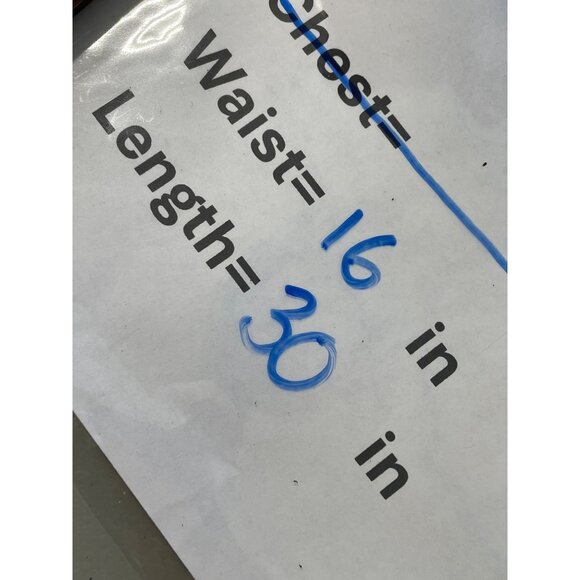 Chest=
Waist= 16 in
Length= 30 in